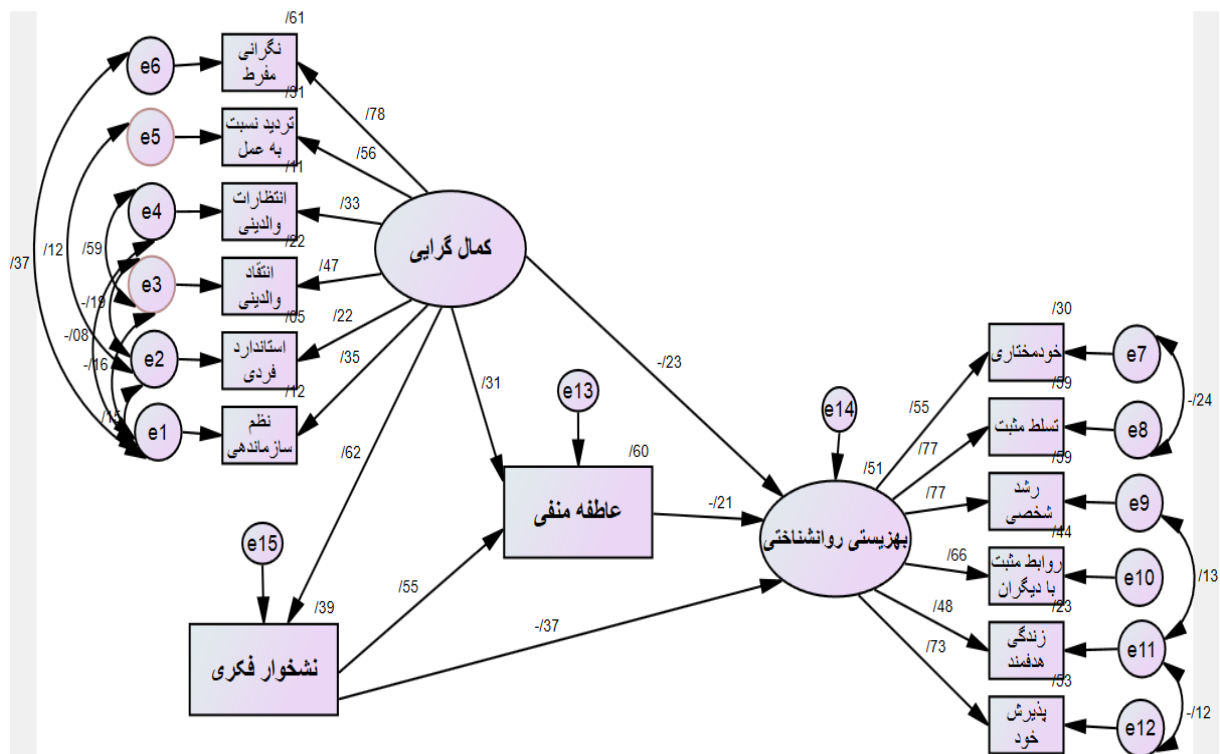 /61
e6
نگرانی
مفرط
/78
/31
e5
تردید نسبت
به عمل
/56
/11
e4
انتظارات
والدینی
/33
کمال گرایی
/22
/37
/12
/59
e3
انتقاد
والدینی
/47
/05
-/19
-/08
-/16
e2
استاندارد
فردی
/22
/35
/12
/15
e1
نظم
سازماندهی
/62
/31
e13
-/23
e14
/60
عاطفه منفی
-/21
/51
بهزیستی روانشناختی
e15
/55
/39
نشخوار فکری
-/37
/30
خودمختاری
e7
/55
-/24
/59
تسلط مثبت
e8
/77
/59
رشد
شخصی
e9
/77
/44
روابط مثبت
با دیگران
e10
/66
/13
/23
زندگی
هدفمند
e11
/48
/53
-/12
پذیرش
خود
e12
/73